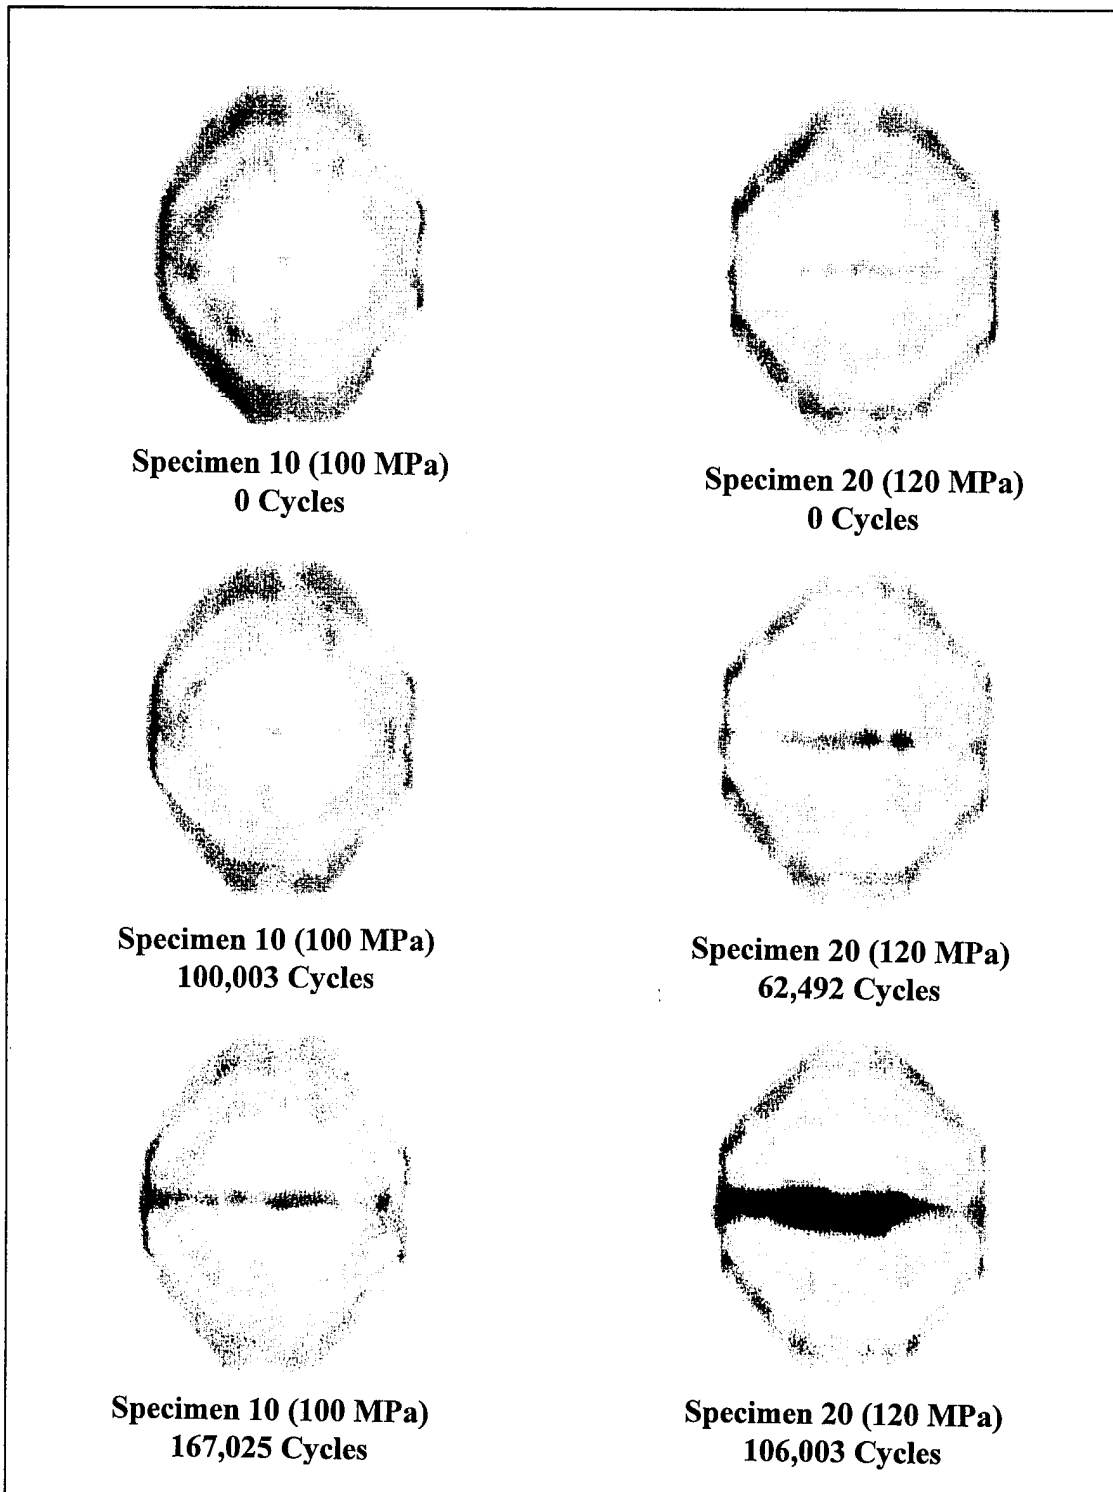 Specimen 10 (100 MPa)
0 Cycles
Specimen 20 (120 MPa)
0 Cycles
Specimen 10 (100 MPa)
100,003 Cycles
Specimen 20 (120 MPa)
62,492 Cycles
Specimen 10 (100 MPa)
167,025 Cycles
Specimen 20 (120 MPa)
106,003 Cycles